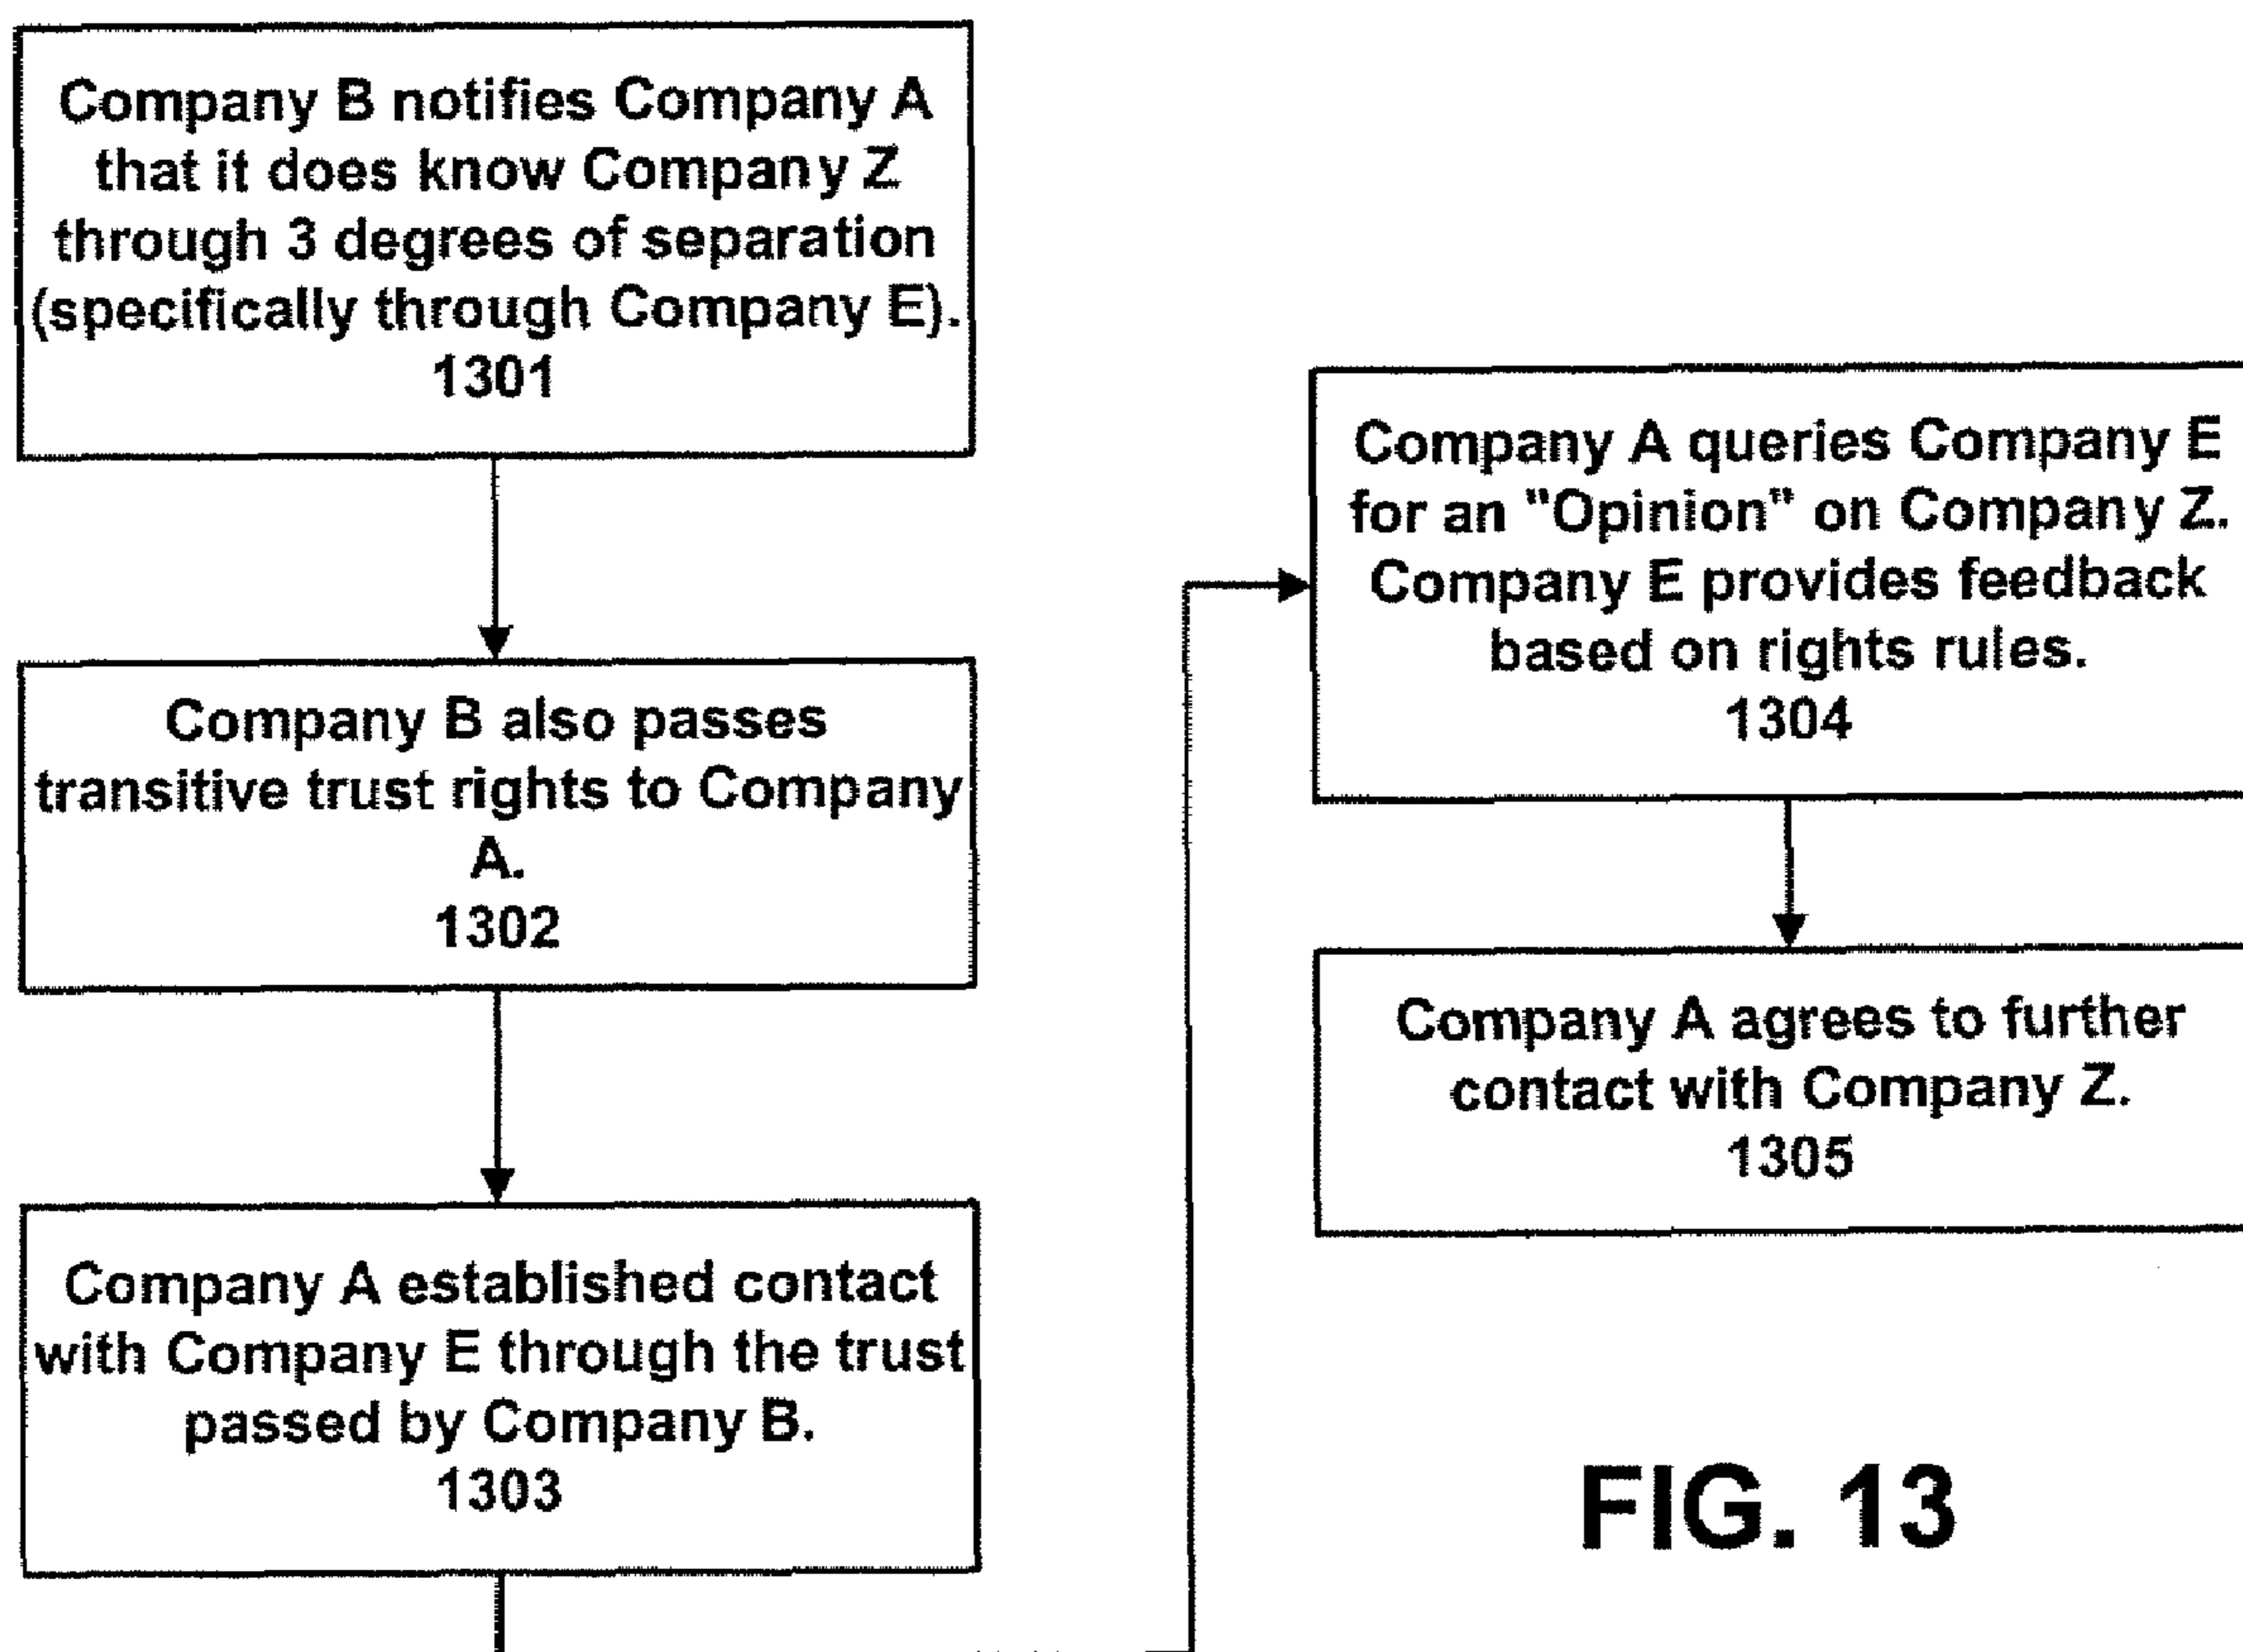 Company B notifies Company A
that it does know Company Z
through 3 degrees of separation
(specifically through Company E).
1301
Company B also passes
transitive trust rights to Company
A.
1302
Company A established contact
with Company E through the trust
passed by Company B.
1303
Company A queries Company E
for an "Opinion" on Company Z.
Company E provides feedback
based on rights rules.
1304
Company A agrees to further
contact with Company Z.
1305
FIG. 13